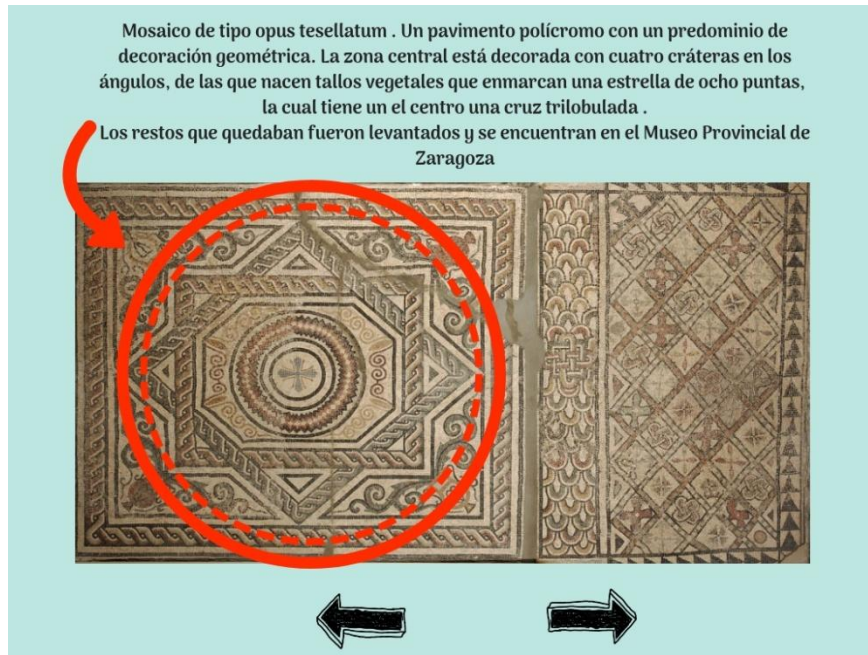 Mosaico de tipo opus tesellatum . Un pavimento polícromo con un predominio de
decoración geométrica. La zona central está decorada con cuatro cráteras en los
ángulos, de las que nacen tallos vegetales que enmarcan una estrella de ocho puntas,
la cual tiene un el centro una cruz trilobulada .
Los restos que quedaban fueron levantados y se encuentran en el Museo Provincial de
Zaragoza